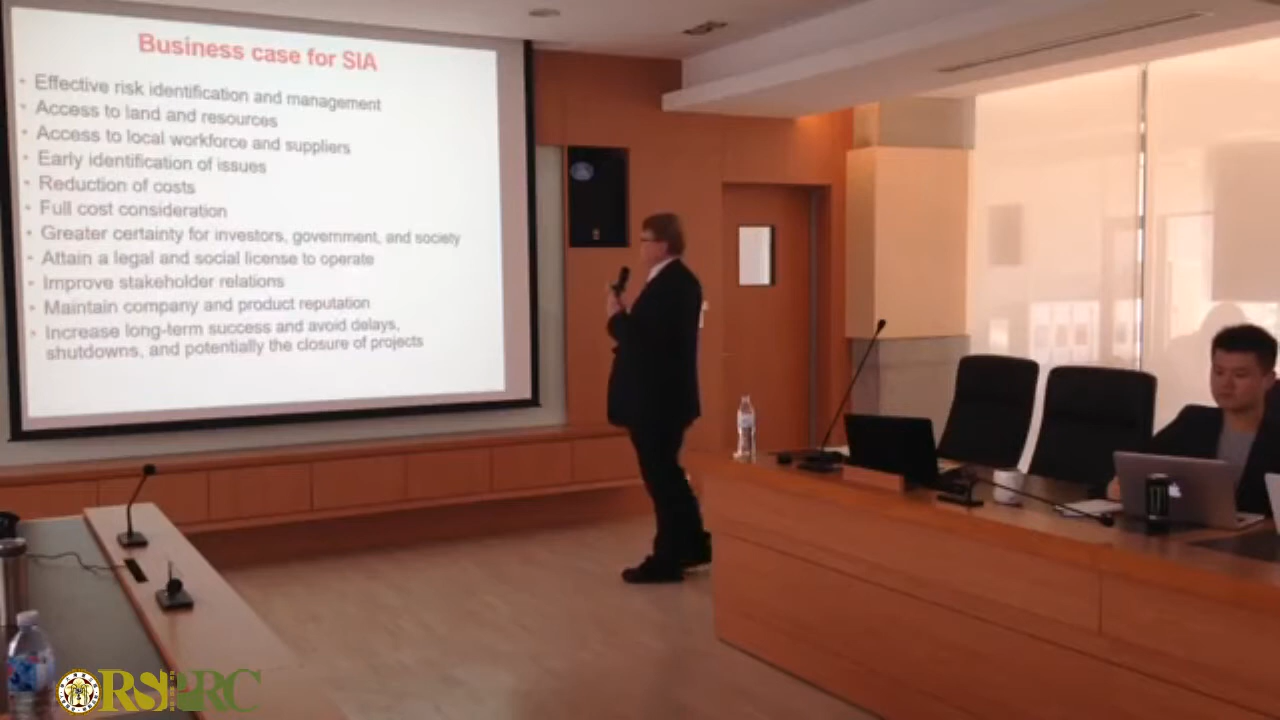 Business case for SIA
• Effective risk identification and management
• Access to land and resources
• Access to local workforce and suppliers
• Early identification of issues
• Reduction of costs
• Full cost consideration
• Greater certainty for investors, government, and society
• Attain a legal and social license to operate
• Improve stakeholder relations
• Maintain company and product reputation
• Increase long-term success and avoid delays,
shutdowns, and potentially the closure of projects
RSPRC